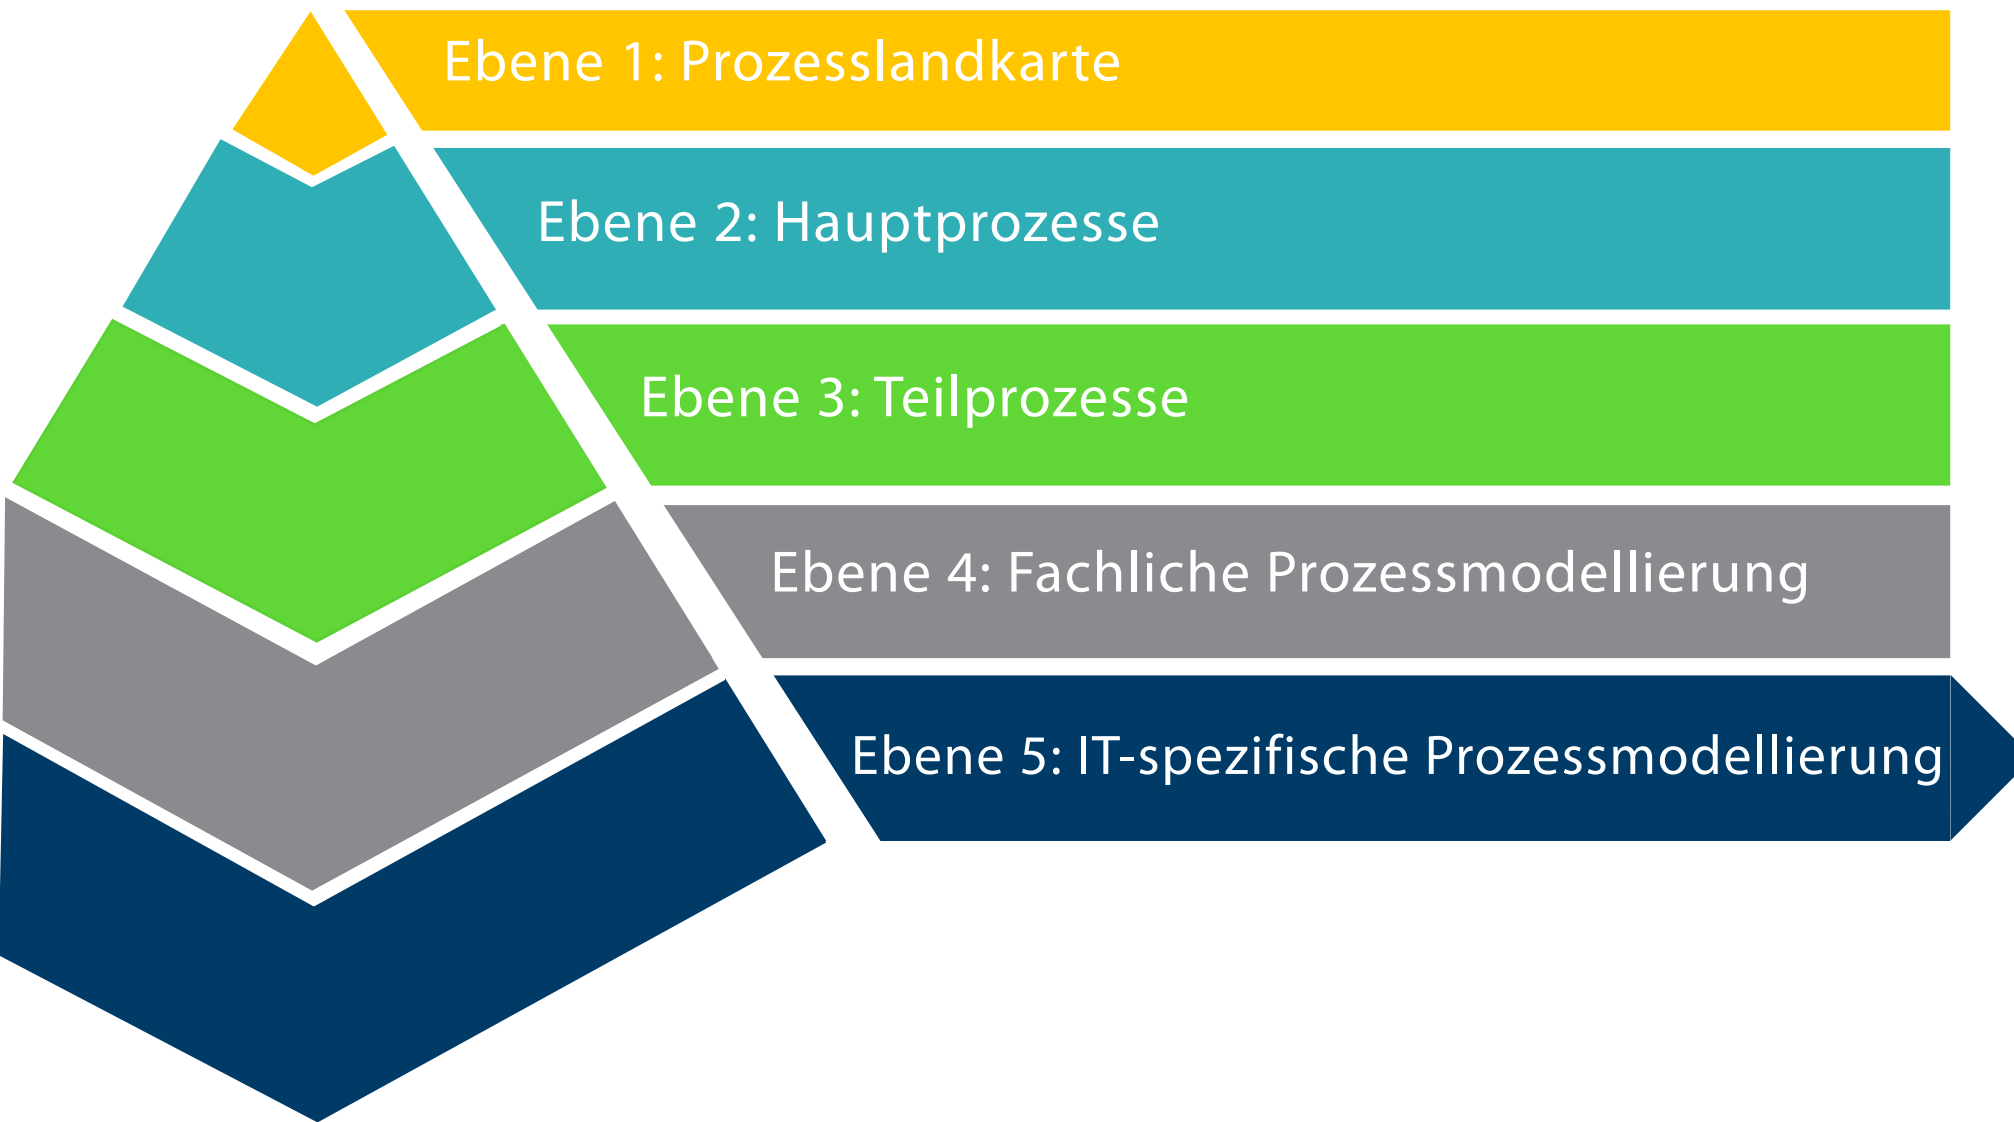 Ebene 1: Prozesslandkarte
Ebene 2: Hauptprozesse
Ebene 3: Teilprozesse
Ebene 4: Fachliche Prozessmodellierung
Ebene 5: IT-spezifische Prozessmodellierung